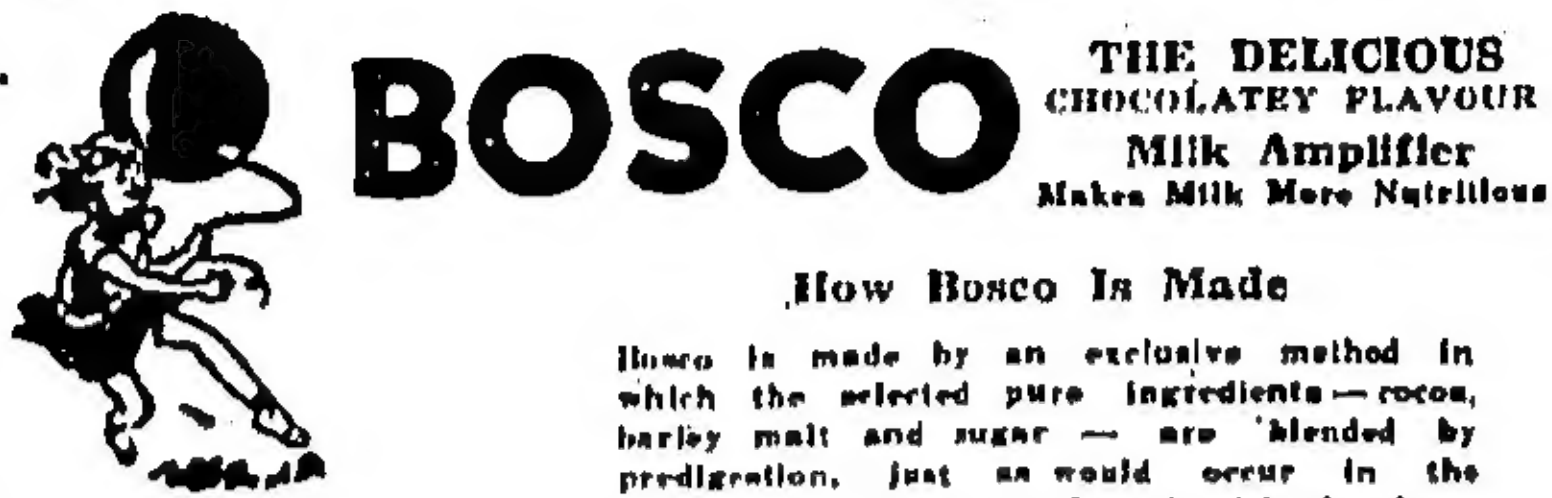 BOSCO
THE DELICIOUS
CHOCOLATEY FLAVOUR
Milk Amplifier
Makes Milk More Nutritious
How Bosco Is Made
Bosco is made by an exclusive method in
which the selected pure ingredients — cocoa,
barley malt and sugar — are blended by
predigestion, just as would occur in the